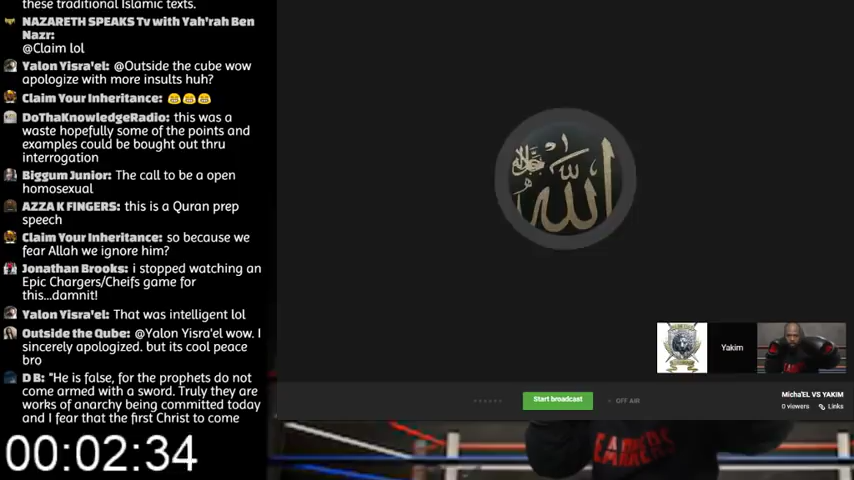 these traditional Islamic texts.
NAZARETH SPEAKS Tv with Yah'rah Ben
Nazr:
@Claim lol
Yalon Yisra'el: @Outside the cube wow
apologize with more insults huh?
Claim Your Inheritance: 😂😂😂
DoThaKnowledgeRadio: this was a
waste hopefully some of the points and
examples could be bought out thru
interrogation
Biggum Junior: The call to be a open
homosexual
AZZA K FINGERS: this is a Quran prep
speech
Claim Your Inheritance: so because we
fear Allah we ignore him?
Jonathan Brooks: i stopped watching an
Epic Chargers/Cheifs game for
this...damnit!
Yalon Yisra'el: That was intelligent lol
Outside the Qube: @Yalon Yisra'el wow. I
sincerely apologized. but its cool peace
bro
D B: "He is false, for the prophets do not
come armed with a sword. Truly they are
works of anarchy being committed today
and I fear that the first Christ to come
00:02:34
الله
جل جلاله
Yakim
Start broadcast
OFF AIR
Micha'EL VS YAKIM
0 viewers
Links